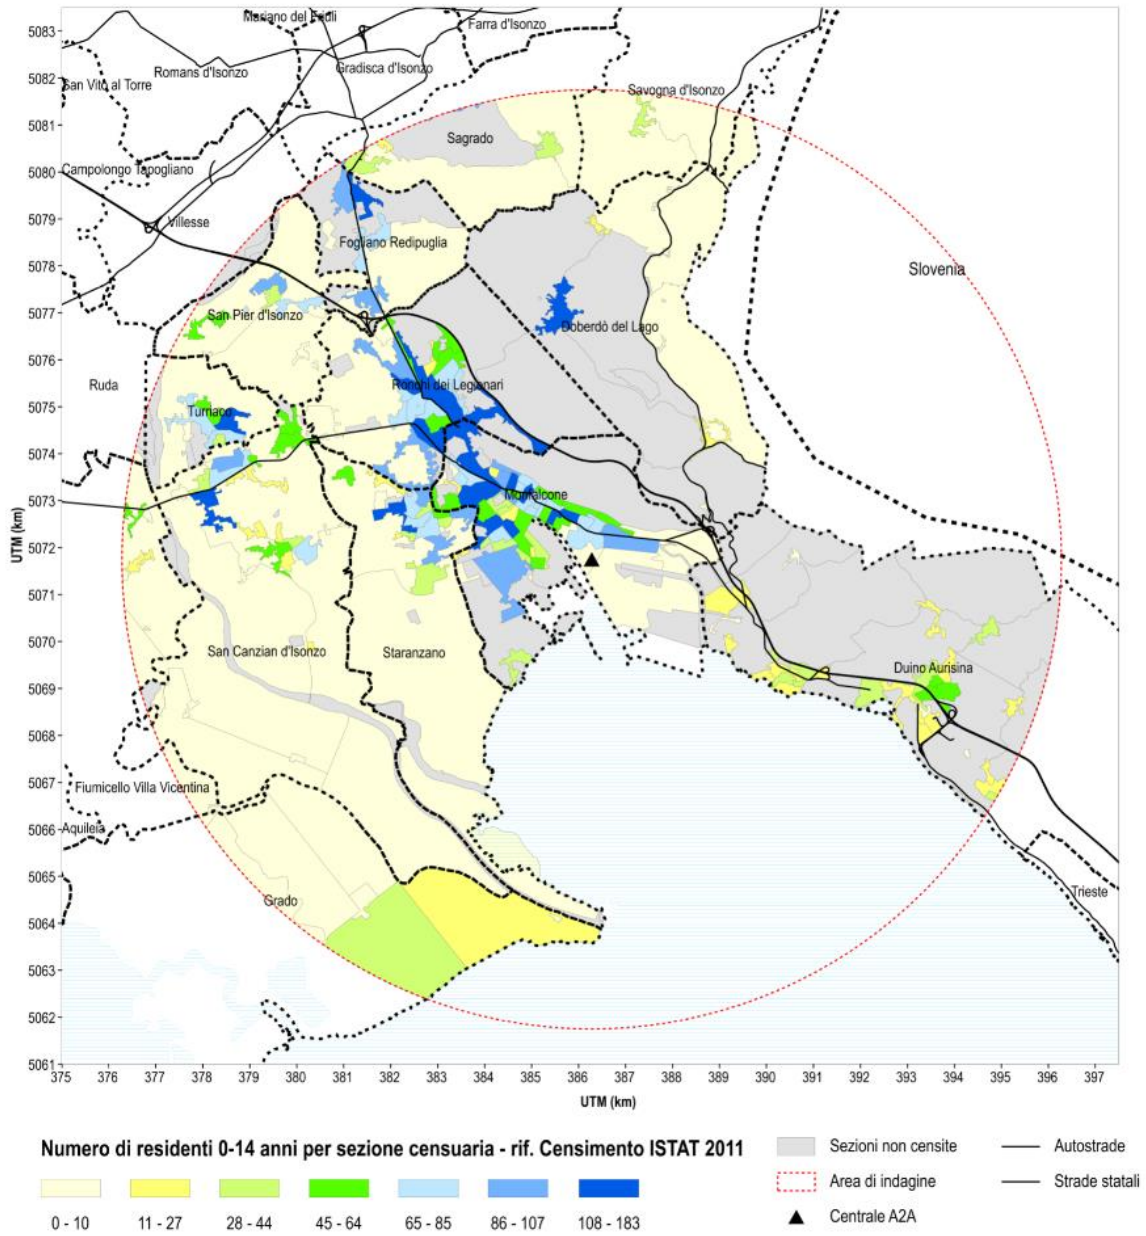 5083
5082
5081
5080
5079
5078
5077
5076
5075
5074
5073
5072
5071
5070
5069
5068
5067
5066
5065
5064
5063
5062
5061
UTM (km)
Mariano del Friuli
Farra d'Isonzo
Romans d'Isonzo
Gradisca d'Isonzo
San Vito al Torre
Savogna d'Isonzo
Sagrado
Campolongo Tapogliano
Villesse
Fogliano Redipuglia
Slovenia
San Pier d'Isonzo
Doberdò del Lago
Ruda
Ronchi dei Legionari
Turriaco
Monfalcone
San Canzian d'Isonzo
Staranzano
Duino Aurisina
Fiumicello Villa Vicentina
Aquileia
Grado
Trieste
375 376 377 378 379 380 381 382 383 384 385 386 387 388 389 390 391 392 393 394 395 396 397
UTM (km)
Numero di residenti 0-14 anni per sezione censuaria - rif. Censimento ISTAT 2011
0 - 10
11 - 27
28 - 44
45 - 64
65 - 85
86 - 107
108 - 183
Sezioni non censite
Area di indagine
Centrale A2A
Autostrade
Strade statali